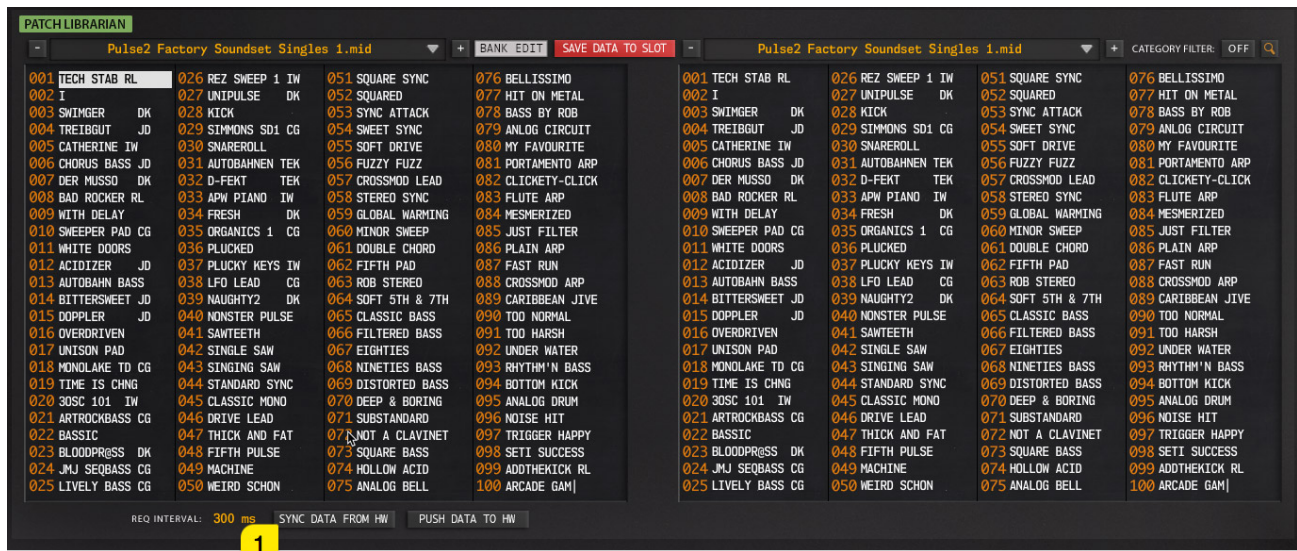 PATCH LIBRARIAN
- Pulse2 Factory Soundset Singles 1.mid + BANK EDIT SAVE DATA TO SLOT - Pulse2 Factory Soundset Singles 1.mid + CATEGORY FILTER: OFF
001 TECH STAB RL 026 REZ SWEEP 1 IW 051 SQUARE SYNC 076 BELLISSIMO 001 TECH STAB RL 026 REZ SWEEP 1 IW 051 SQUARE SYNC 076 BELLISSIMO
002 I 027 UNIPULSE DK 052 SQUARED 077 HIT ON METAL 002 I 027 UNIPULSE DK 052 SQUARED 077 HIT ON METAL
003 SWIMGER DK 028 KICK 053 SYNC ATTACK 078 BASS BY ROB 003 SWIMGER DK 028 KICK 053 SYNC ATTACK 078 BASS BY ROB
004 TREIBGUT JD 029 SIMMONS SD1 CG 054 SWEET SYNC 079 ANLOG CIRCUIT 004 TREIBGUT JD 029 SIMMONS SD1 CG 054 SWEET SYNC 079 ANLOG CIRCUIT
005 CATHERINE IW 030 SNAREROLL 055 SOFT DRIVE 080 MY FAVOURITE 005 CATHERINE IW 030 SNAREROLL 055 SOFT DRIVE 080 MY FAVOURITE
006 CHORUS BASS JD 031 AUTOBAHNEN TEK 056 FUZZY FUZZ 081 PORTAMENTO ARP 006 CHORUS BASS JD 031 AUTOBAHNEN TEK 056 FUZZY FUZZ 081 PORTAMENTO ARP
007 DER MUSSO DK 032 D-FEKT TEK 057 CROSSMOD LEAD 082 CLICKETY-CLICK 007 DER MUSSO DK 032 D-FEKT TEK 057 CROSSMOD LEAD 082 CLICKETY-CLICK
008 BAD ROCKER RL 033 APW PIANO IW 058 STEREO SYNC 083 FLUTE ARP 008 BAD ROCKER RL 033 APW PIANO IW 058 STEREO SYNC 083 FLUTE ARP
009 WITH DELAY 034 FRESH DK 059 GLOBAL WARMING 084 MESMERIZED 009 WITH DELAY 034 FRESH DK 059 GLOBAL WARMING 084 MESMERIZED
010 SWEEPER PAD CG 035 ORGANICS 1 CG 060 MINOR SWEEP 085 JUST FILTER 010 SWEEPER PAD CG 035 ORGANICS 1 CG 060 MINOR SWEEP 085 JUST FILTER
011 WHITE DOORS 036 PLUCKED 061 DOUBLE CHORD 086 PLAIN ARP 011 WHITE DOORS 036 PLUCKED 061 DOUBLE CHORD 086 PLAIN ARP
012 ACIDIZER JD 037 PLUCKY KEYS IW 062 FIFTH PAD 087 FAST RUN 012 ACIDIZER JD 037 PLUCKY KEYS IW 062 FIFTH PAD 087 FAST RUN
013 AUTOBAHN BASS 038 LFO LEAD CG 063 ROB STEREO 088 CROSSMOD ARP 013 AUTOBAHN BASS 038 LFO LEAD CG 063 ROB STEREO 088 CROSSMOD ARP
014 BITTERSWEET JD 039 NAUGHTY2 DK 064 SOFT 5TH & 7TH 089 CARIBBEAN JIVE 014 BITTERSWEET JD 039 NAUGHTY2 DK 064 SOFT 5TH & 7TH 089 CARIBBEAN JIVE
015 DOPPLER JD 040 NONSTER PULSE 065 CLASSIC BASS 090 TOO NORMAL 015 DOPPLER JD 040 NONSTER PULSE 065 CLASSIC BASS 090 TOO NORMAL
016 OVERDRIVEN 041 SAWTEETH 066 FILTERED BASS 091 TOO HARSH 016 OVERDRIVEN 041 SAWTEETH 066 FILTERED BASS 091 TOO HARSH
017 UNISON PAD 042 SINGLE SAW 067 EIGHTIES 092 UNDER WATER 017 UNISON PAD 042 SINGLE SAW 067 EIGHTIES 092 UNDER WATER
018 MONOLAKE TD CG 043 SINGING SAW 068 NINETIES BASS 093 RHYTHM'N BASS 018 MONOLAKE TD CG 043 SINGING SAW 068 NINETIES BASS 093 RHYTHM'N BASS
019 TIME IS CHNG 044 STANDARD SYNC 069 DISTORTED BASS 094 BOTTOM KICK 019 TIME IS CHNG 044 STANDARD SYNC 069 DISTORTED BASS 094 BOTTOM KICK
020 3OSC 101 IW 045 CLASSIC MONO 070 DEEP & BORING 095 ANALOG DRUM 020 3OSC 101 IW 045 CLASSIC MONO 070 DEEP & BORING 095 ANALOG DRUM
021 ARTROCKBASS CG 046 DRIVE LEAD 071 SUBSTANDARD 096 NOISE HIT 021 ARTROCKBASS CG 046 DRIVE LEAD 071 SUBSTANDARD 096 NOISE HIT
022 BASSIC 047 THICK AND FAT 072 NOT A CLAVINET 097 TRIGGER HAPPY 022 BASSIC 047 THICK AND FAT 072 NOT A CLAVINET 097 TRIGGER HAPPY
023 BLOODPR@SS DK 048 FIFTH PULSE 073 SQUARE BASS 098 SETI SUCCESS 023 BLOODPR@SS DK 048 FIFTH PULSE 073 SQUARE BASS 098 SETI SUCCESS
024 JMJ SEQBASS CG 049 MACHINE 074 HOLLOW ACID 099 ADDTHEKICK RL 024 JMJ SEQBASS CG 049 MACHINE 074 HOLLOW ACID 099 ADDTHEKICK RL
025 LIVELY BASS CG 050 WEIRD SCHON 075 ANALOG BELL 100 ARCADE GAM| 025 LIVELY BASS CG 050 WEIRD SCHON 075 ANALOG BELL 100 ARCADE GAM|
REQ INTERVAL: 300 ms SYNC DATA FROM HW PUSH DATA TO HW
1